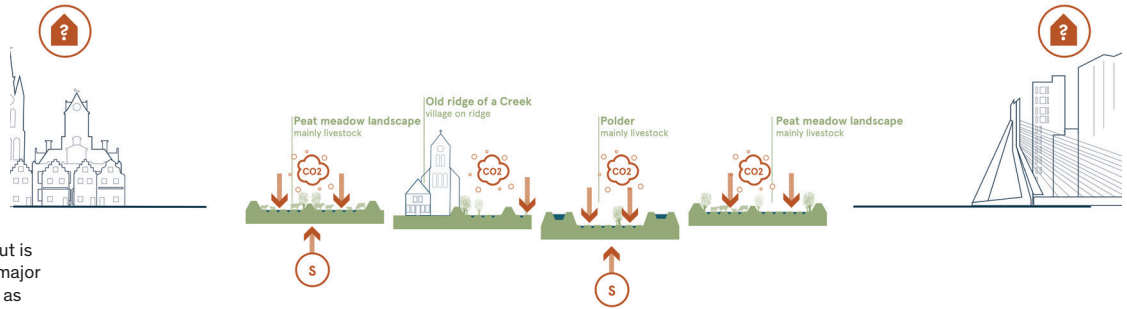 ?
?
Old ridge of a Creek
village on ridge
Peat meadow landscape
mainly livestock
Polder
mainly livestock
Peat meadow landscape
mainly livestock
CO2
CO2
CO2
CO2
ut is
major
as
S
S